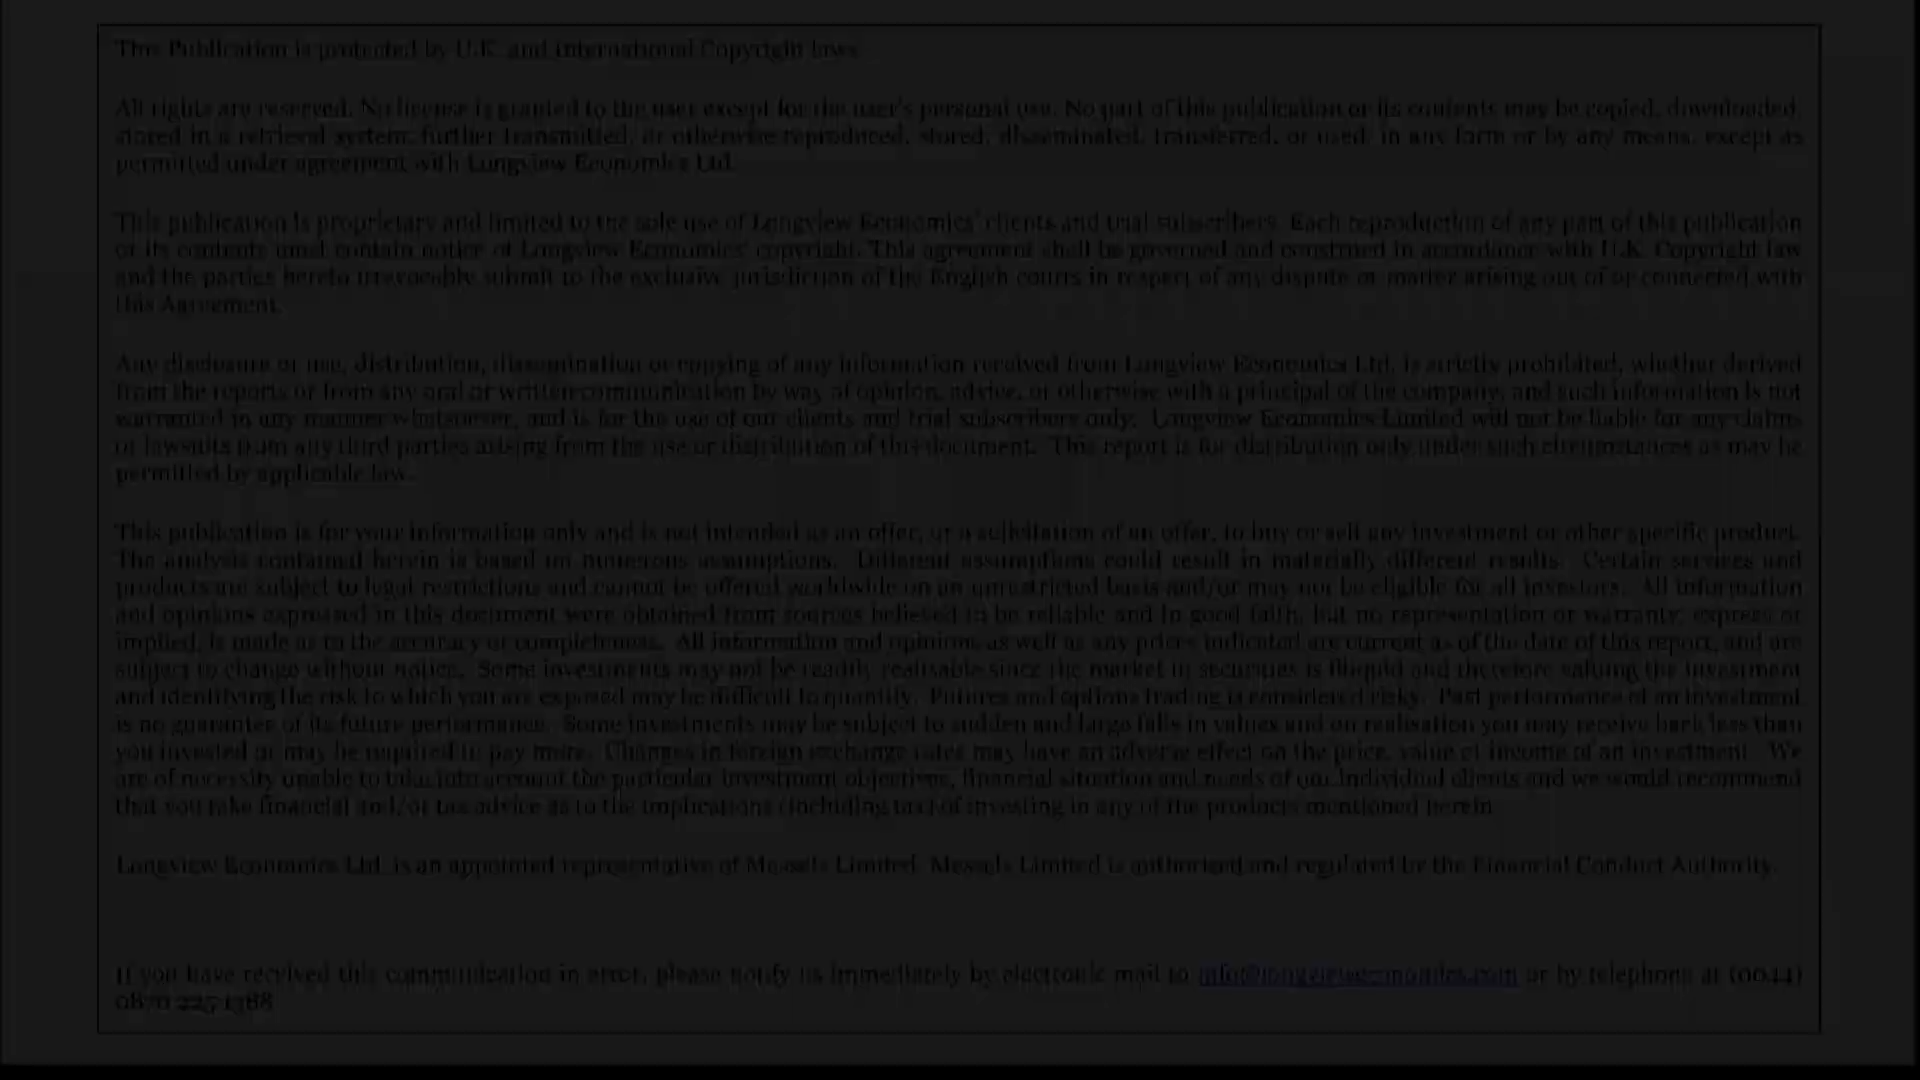 This Publication is protected by U.K. and International Copyright laws.
All rights are reserved. No license is granted to the user except for the user's personal use. No part of this publication or its contents may be copied, downloaded,
stored in a retrieval system, further transmitted, or otherwise reproduced, stored, disseminated, transferred, or used, in any form or by any means, except as
permitted under agreement with Longview Economics Ltd.
This publication is proprietary and limited to the sole use of Longview Economics' clients and trial subscribers. Each reproduction of any part of this publication
or its contents must contain notice of Longview Economics' copyright. This agreement shall be governed and construed in accordance with U.K. Copyright law
and the parties hereto irrevocably submit to the exclusive jurisdiction of the English courts in respect of any dispute or matter arising out of or connected with
this Agreement.
Any disclosure or use, distribution, dissemination or copying of any information received from Longview Economics Ltd. is strictly prohibited, whether derived
from the reports or from any oral or written communication by way of opinion, advice, or otherwise with a principal of the company; and such information is not
warranted in any manner whatsoever, and is for the use of our clients and trial subscribers only. Longview Economics Limited will not be liable for any claims
or lawsuits from any third parties arising from the use or distribution of this document. This report is for distribution only under such circumstances as may be
permitted by applicable law.
This publication is for your information only and is not intended as an offer, or a solicitation of an offer, to buy or sell any investment or other specific product.
The analysis contained herein is based on numerous assumptions. Different assumptions could result in materially different results. Certain services and
products are subject to legal restrictions and cannot be offered worldwide on an unrestricted basis and/or may not be eligible for all investors. All information
and opinions expressed in this document were obtained from sources believed to be reliable and in good faith, but no representation or warranty, express or
implied, is made as to the accuracy or completeness. All information and opinions as well as any prices indicated are current as of the date of this report, and are
subject to change without notice. Some investments may not be readily realisable since the market in securities is illiquid and therefore valuing the investment
and identifying the risk to which you are exposed may be difficult to quantify. Futures and options trading is considered risky. Past performance of an investment
is no guarantee of its future performance. Some investments may be subject to sudden and large falls in values and on realisation you may receive back less than
you invested or may be required to pay more. Changes in foreign exchange rates may have an adverse effect on the price, value or income of an investment. We
are of necessity unable to take into account the particular investment objectives, financial situation and needs of our individual clients and we would recommend
that you take financial and/or tax advice as to the implications (including tax) of investing in any of the products mentioned herein
Longview Economics Ltd. is an appointed representative of Messels Limited. Messels Limited is authorised and regulated by the Financial Conduct Authority.
If you have received this communication in error, please notify us immediately by electronic mail to info@longvieweconomics.com or by telephone at (0044)
0870 225 1388